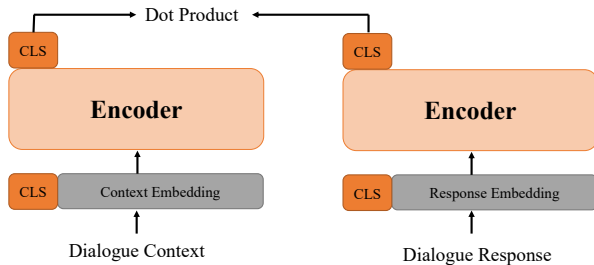 Dot Product
CLS
CLS
Encoder
Encoder
CLS
Context Embedding
CLS
Response Embedding
Dialogue Context
Dialogue Response